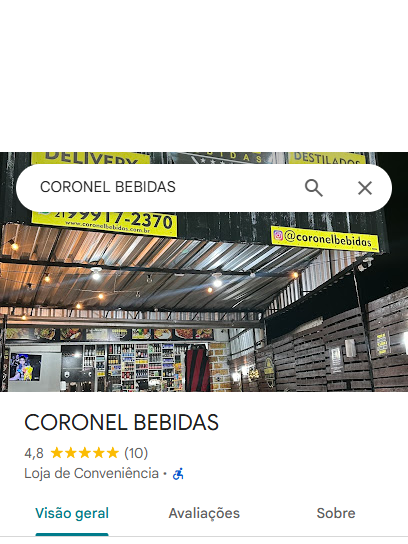 DELIVERY
BEBIDAS
DESTILADOS
CORONEL BEBIDAS
21 99917-2370
www.coronelbebidas.com.br
@coronelbebidas
CORONEL BEBIDAS
4,8 ★★★★★ (10)
Loja de Conveniência ·
Visão geral
Avaliações
Sobre